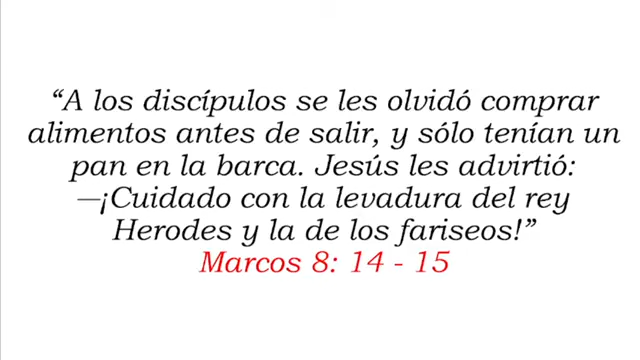 “A los discípulos se les olvidó comprar
alimentos antes de salir, y sólo tenían un
pan en la barca. Jesús les advirtió:
—¡Cuidado con la levadura del rey
Herodes y la de los fariseos!”
Marcos 8: 14 - 15